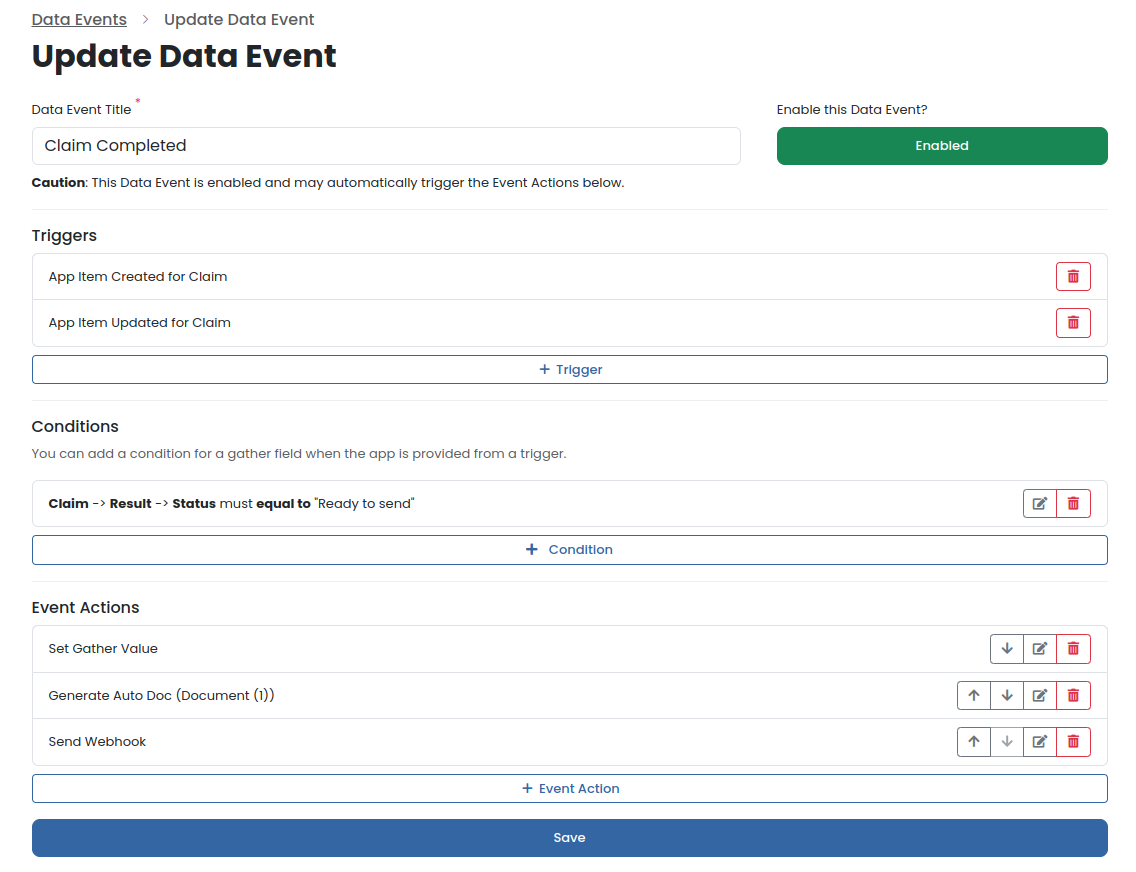 Data Events > Update Data Event
Update Data Event
Data Event Title *
Enable this Data Event?
Claim Completed
Enabled
Caution: This Data Event is enabled and may automatically trigger the Event Actions below.
Triggers
App Item Created for Claim
App Item Updated for Claim
+ Trigger
Conditions
You can add a condition for a gather field when the app is provided from a trigger.
Claim -> Result -> Status must equal to "Ready to send"
+ Condition
Event Actions
Set Gather Value
Generate Auto Doc (Document (1))
Send Webhook
+ Event Action
Save